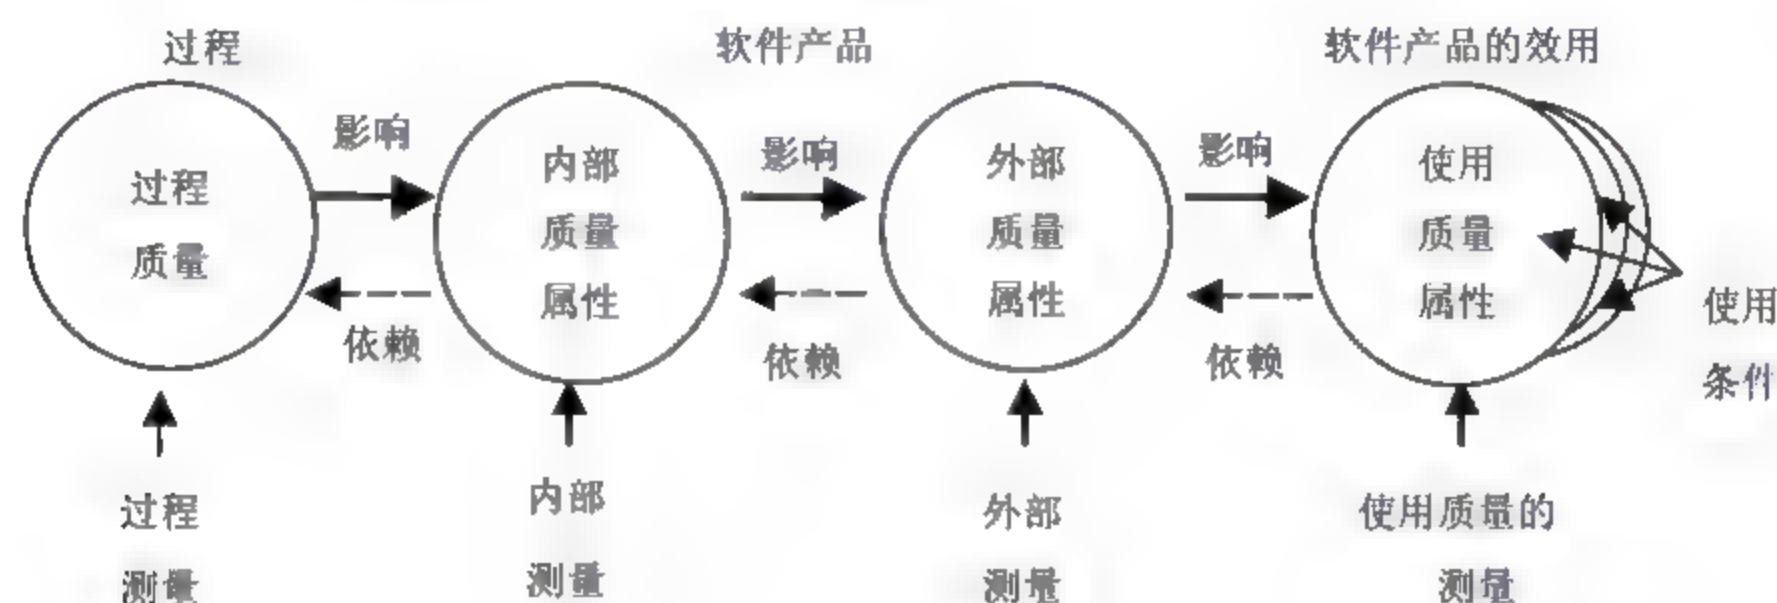 过程
软件产品
软件产品的效用
影响
影响
影响
过程
质量
内部
质量
属性
外部
质量
属性
使用
质量
属性
使用
条件
依赖
依赖
依赖
过程
测量
内部
测量
外部
测量
使用质量的
测量